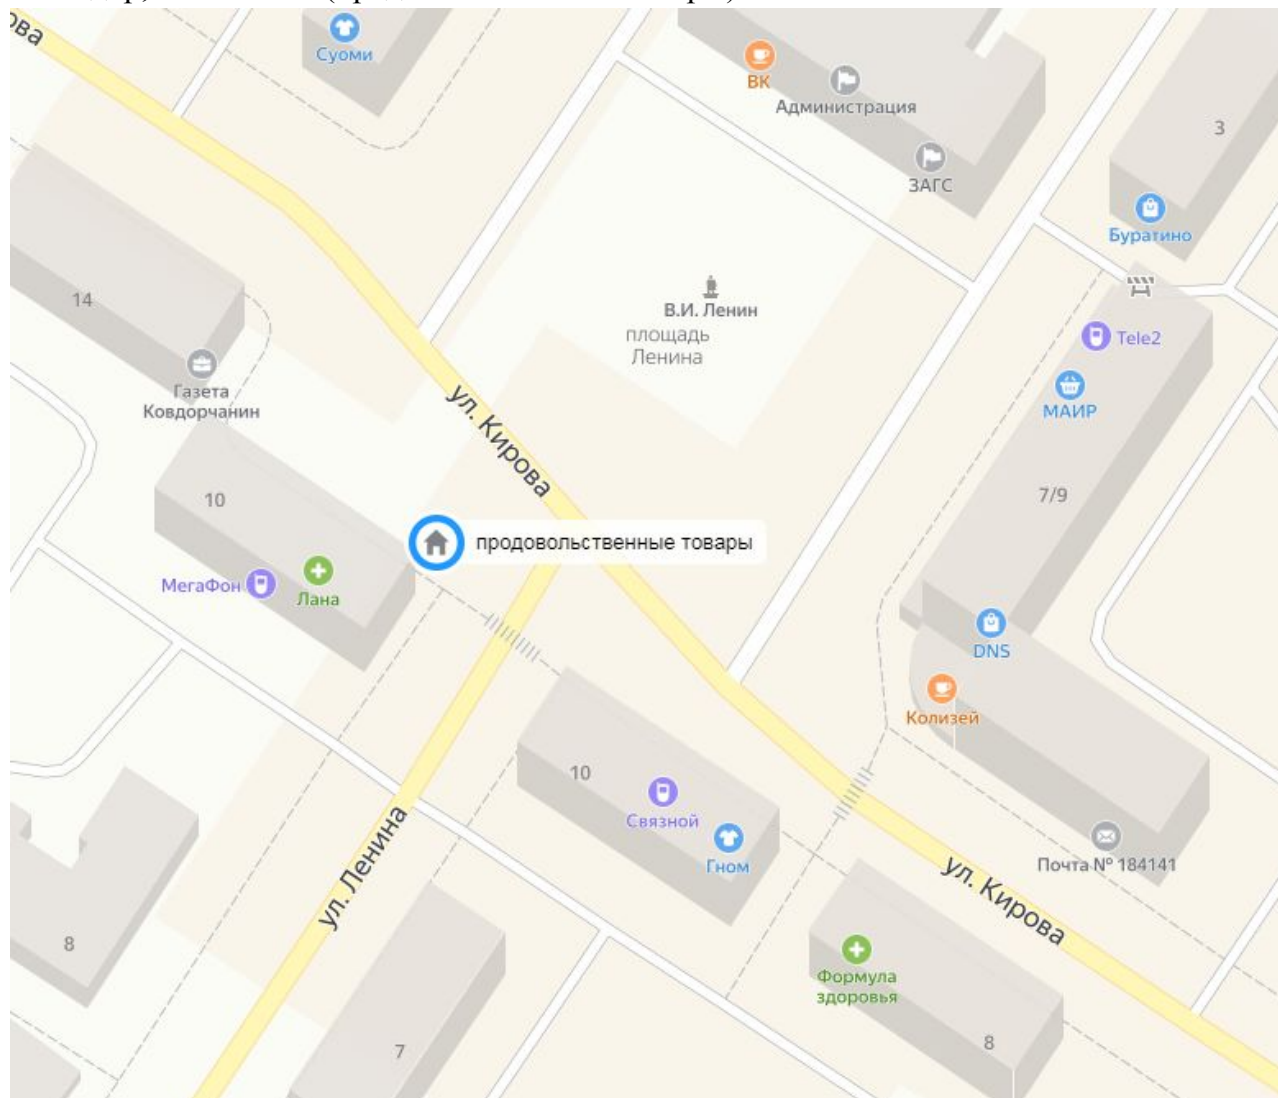 ова
Суоми
ВК
Администрация
ЗАГС
3
Буратино
14
В.И. Ленин
площадь
Ленина
Tele2
МАИР
Газета
Ковдорчанин
ул. Кирова
10
7/9
продовольственные товары
МегаФон
Лана
DNS
Колизей
10
Связной
Гном
ул. Ленина
Почта № 184141
ул. Кирова
8
Формула
здоровья
7
8